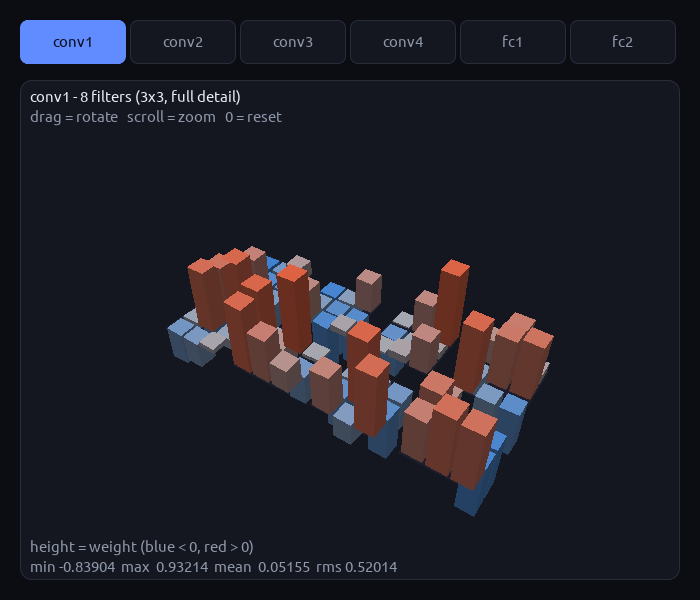 conv1 conv2 conv3 conv4 fc1 fc2
conv1 - 8 filters (3x3, full detail)
drag = rotate scroll = zoom 0 = reset
height = weight (blue < 0, red > 0)
min -0.83904 max 0.93214 mean 0.05155 rms 0.52014